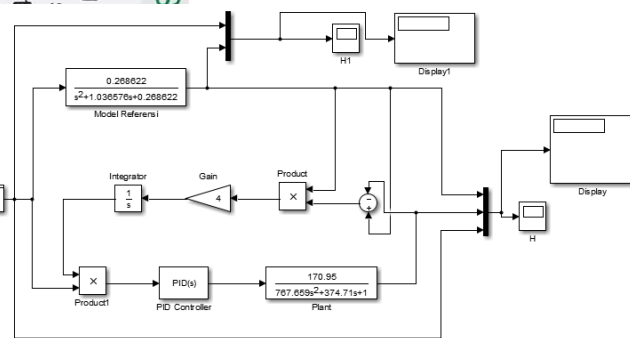 H1
Display1
0.268622
s2+1.036576s+0.268622
Model Referensi
Integrator
1
s
Gain
4
Product
×
−
+
Display
H
×
Product1
PID(s)
PID Controller
170.95
767.659s2+374.71s+1
Plant